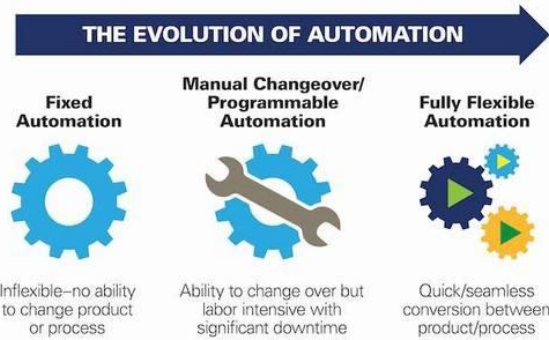 THE EVOLUTION OF AUTOMATION
Fixed
Automation
Manual Changeover/
Programmable
Automation
Fully Flexible
Automation
Inflexible–no ability
to change product
or process
Ability to change over but
labor intensive with
significant downtime
Quick/seamless
conversion between
product/process